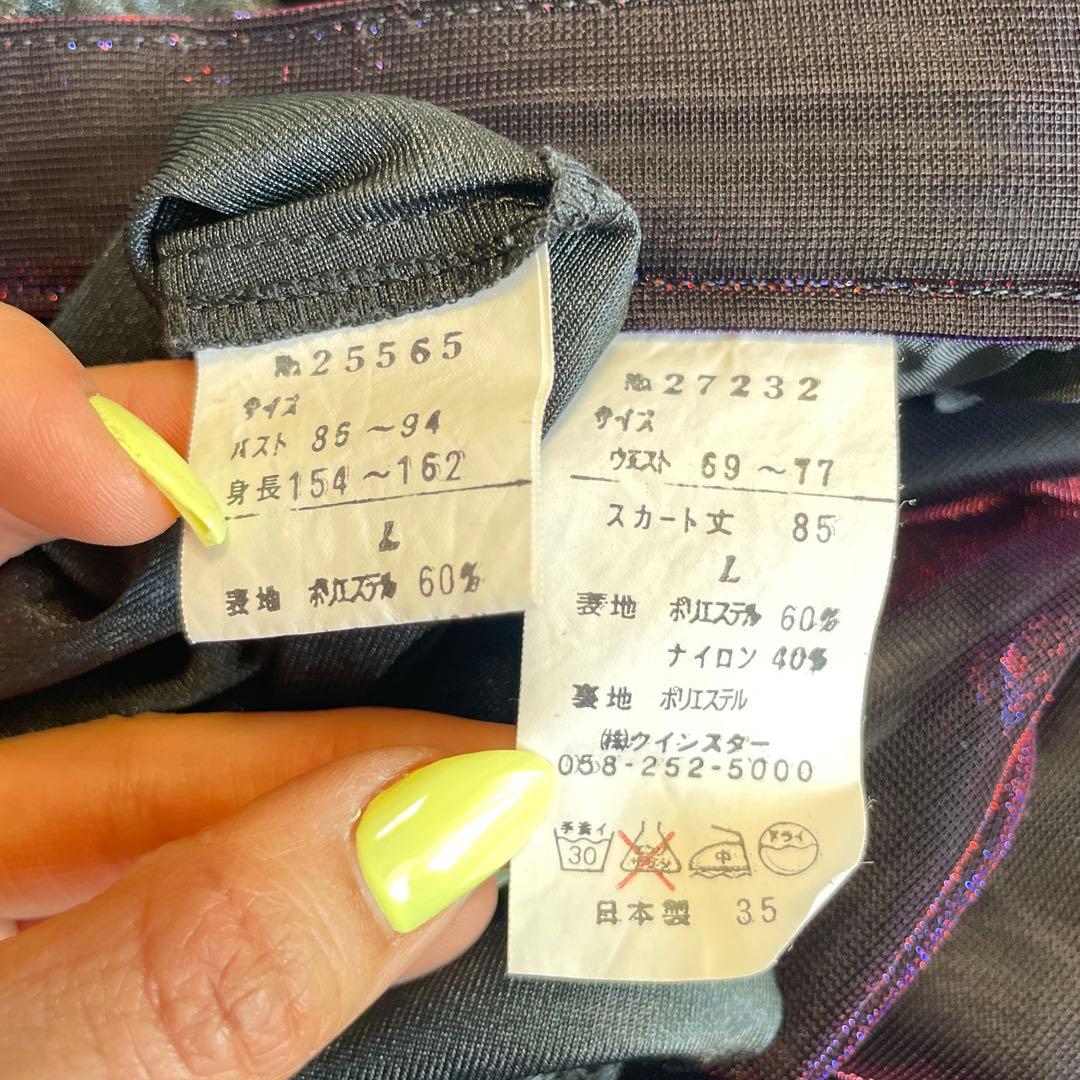 №25565
サイズ
バスト 86～94
身長154～162
L
表地 ポリエステル 60%
№27232
サイズ
ウエスト 69～77
スカート丈 85
L
表地 ポリエステル 60%
ナイロン 40%
裏地 ポリエステル
(株)ウインスター
058-252-5000
手洗イ
30
中
ドライ
日本製 35